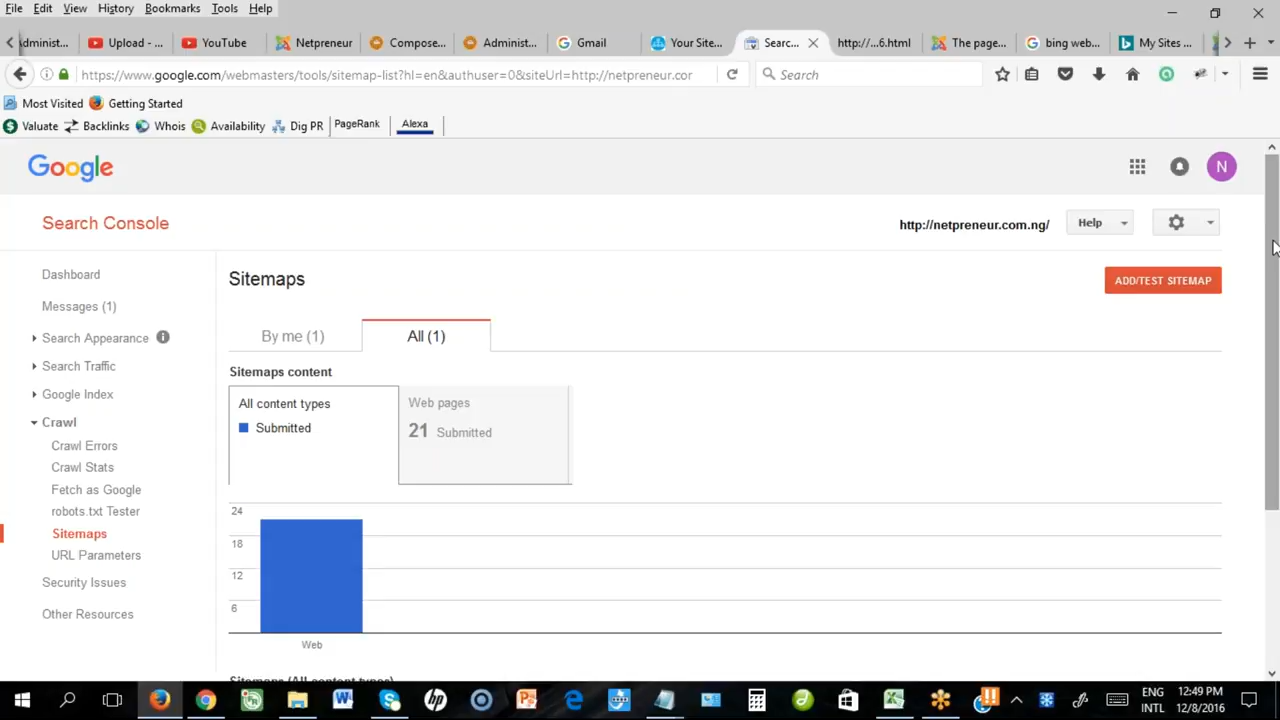 File Edit View History Bookmarks Tools Help
dminist... Upload - ... YouTube Netpreneur Compose... Administ... Gmail Your Site... Searc... http://...6.html The page... bing web... My Sites ...
https://www.google.com/webmasters/tools/sitemap-list?hl=en&authuser=0&siteUrl=http://netpreneur.cor Search
Most Visited Getting Started
Valuate Backlinks Whois Availability Dig PR PageRank Alexa
Google N
Search Console http://netpreneur.com.ng/ Help
Dashboard
Messages (1)
Search Appearance
Search Traffic
Google Index
Crawl
Crawl Errors
Crawl Stats
Fetch as Google
robots.txt Tester
Sitemaps
URL Parameters
Security Issues
Other Resources
Sitemaps ADD/TEST SITEMAP
By me (1) All (1)
Sitemaps content
All content types
Submitted
Web pages
21 Submitted
24
18
12
6
Web
Sitemaps (All content types)
ENG 12:49 PM
INTL 12/8/2016